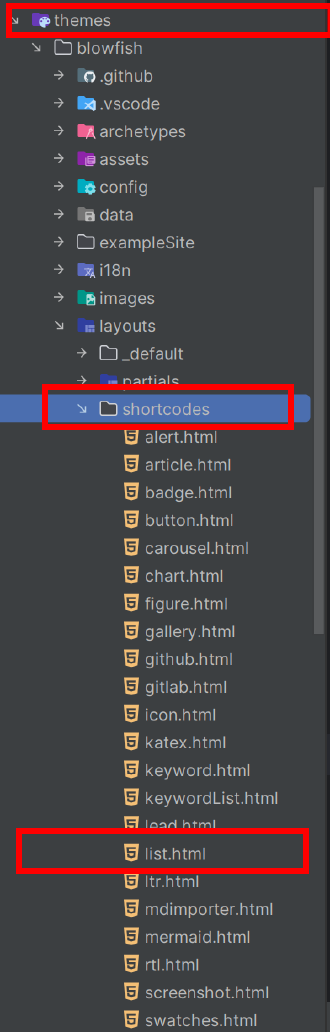 themes
blowfish
.github
.vscode
archetypes
assets
config
data
exampleSite
i18n
images
layouts
_default
partials
shortcodes
alert.html
article.html
badge.html
button.html
carousel.html
chart.html
figure.html
gallery.html
github.html
gitlab.html
icon.html
katex.html
keyword.html
keywordList.html
lead.html
list.html
ltr.html
mdimporter.html
mermaid.html
rtl.html
screenshot.html
swatches.html